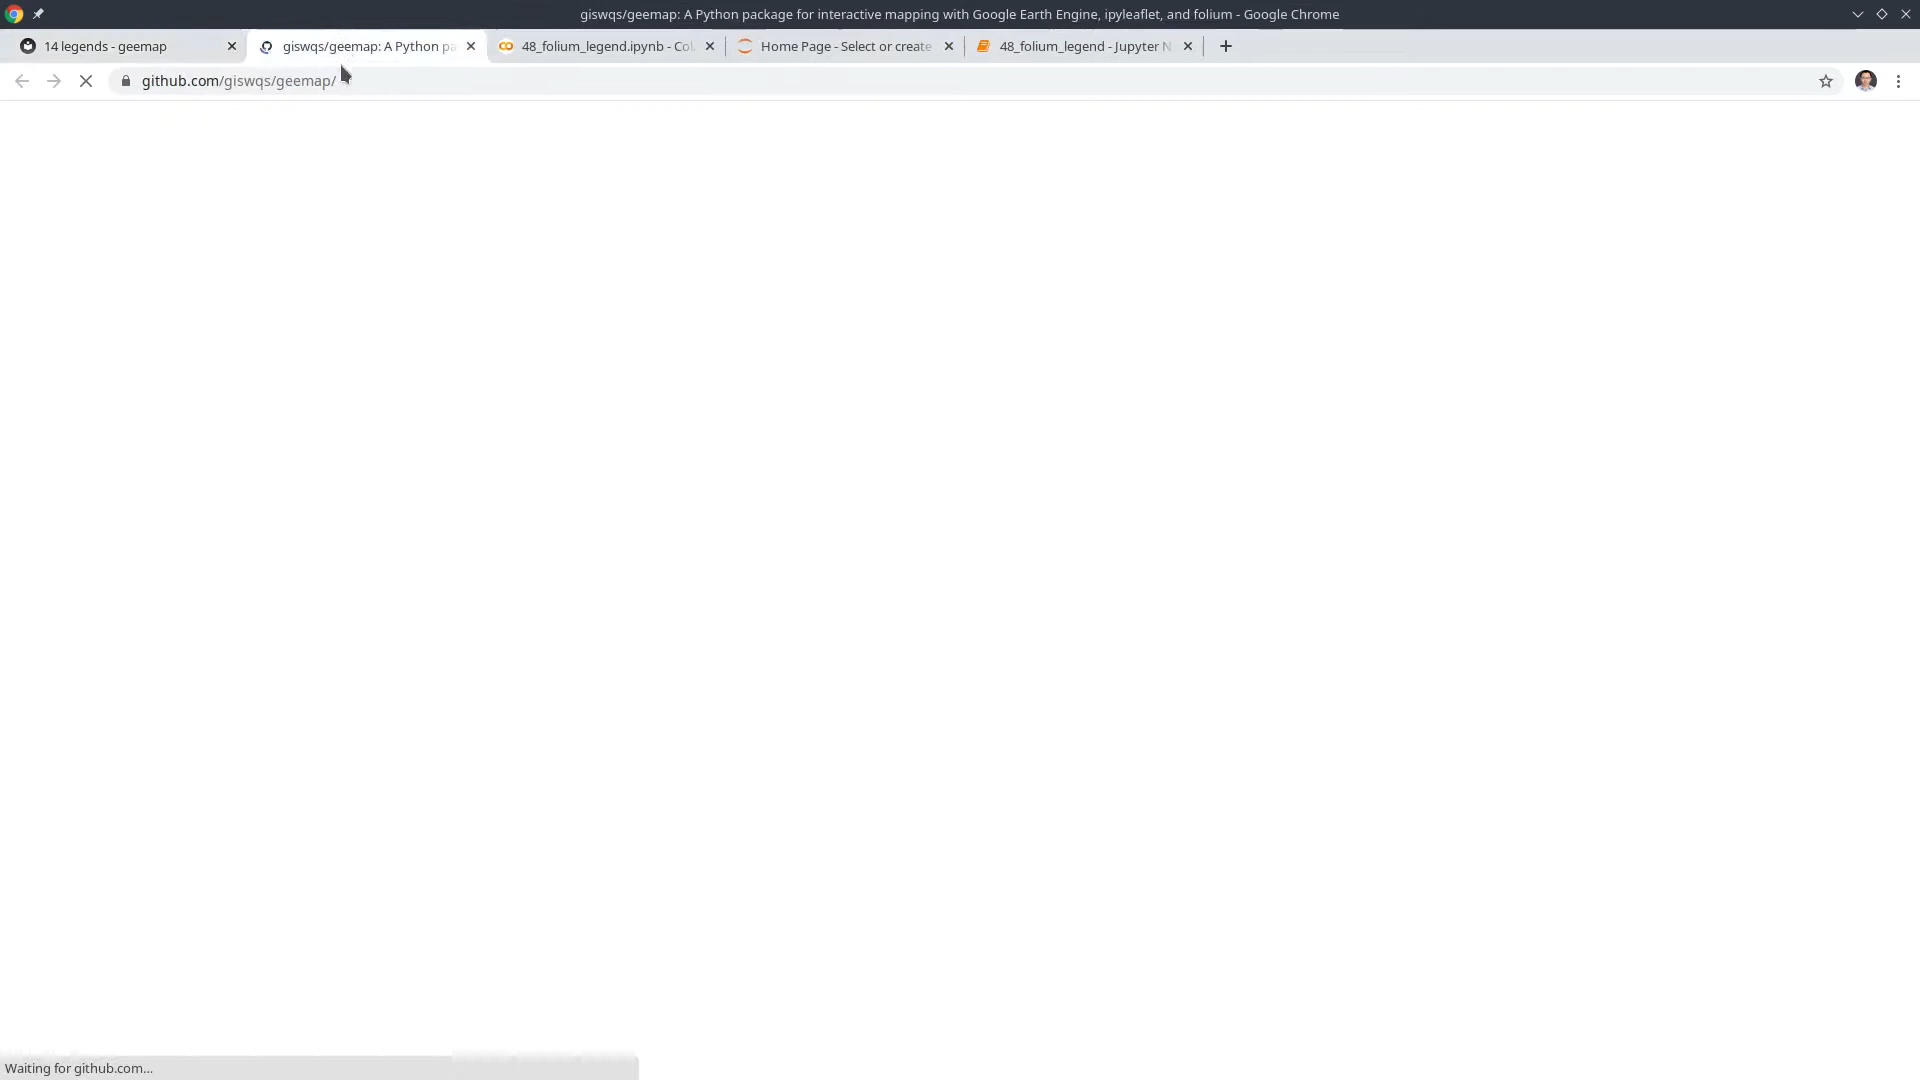 giswqs/geemap: A Python package for interactive mapping with Google Earth Engine, ipyleaflet, and folium - Google Chrome
14 legends - geemap
giswqs/geemap: A Python pa
48_folium_legend.ipynb - Col
Home Page - Select or create
48_folium_legend - Jupyter N
github.com/giswqs/geemap/
Waiting for github.com...